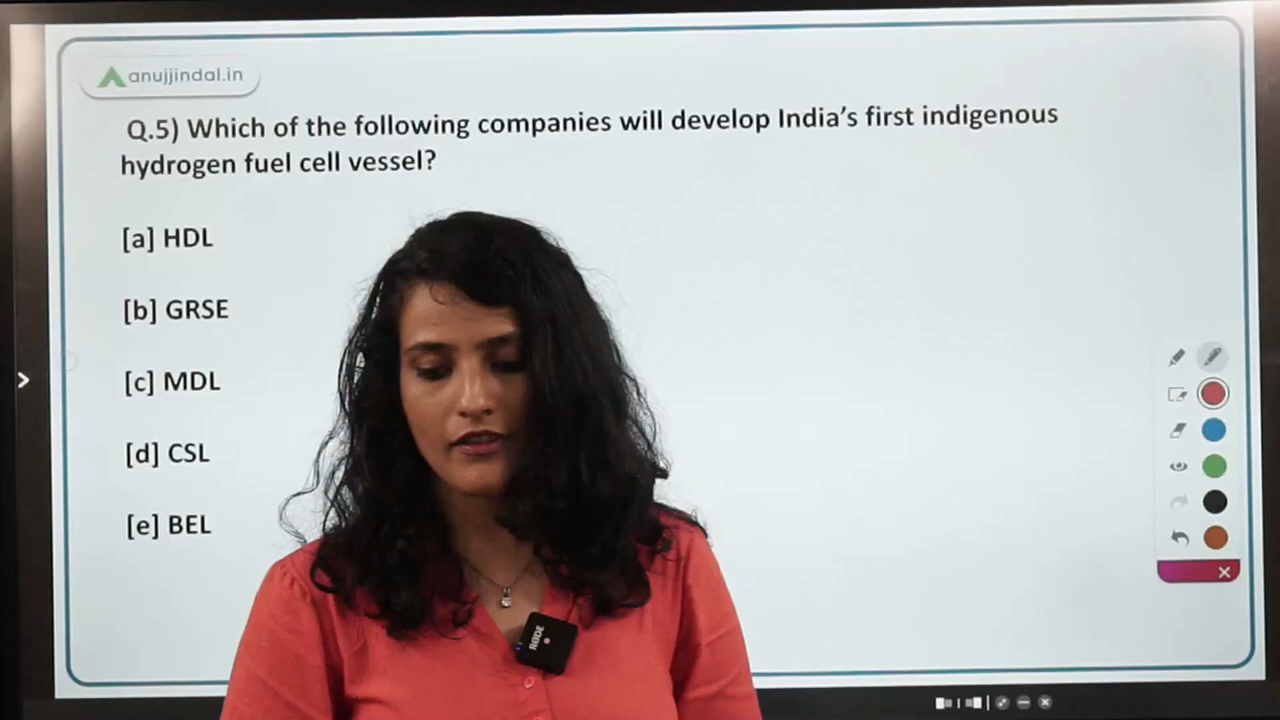 anujjindal.in
Q.5) Which of the following companies will develop India's first indigenous
hydrogen fuel cell vessel?
[a] HDL
[b] GRSE
[c] MDL
[d] CSL
[e] BEL
RØDE